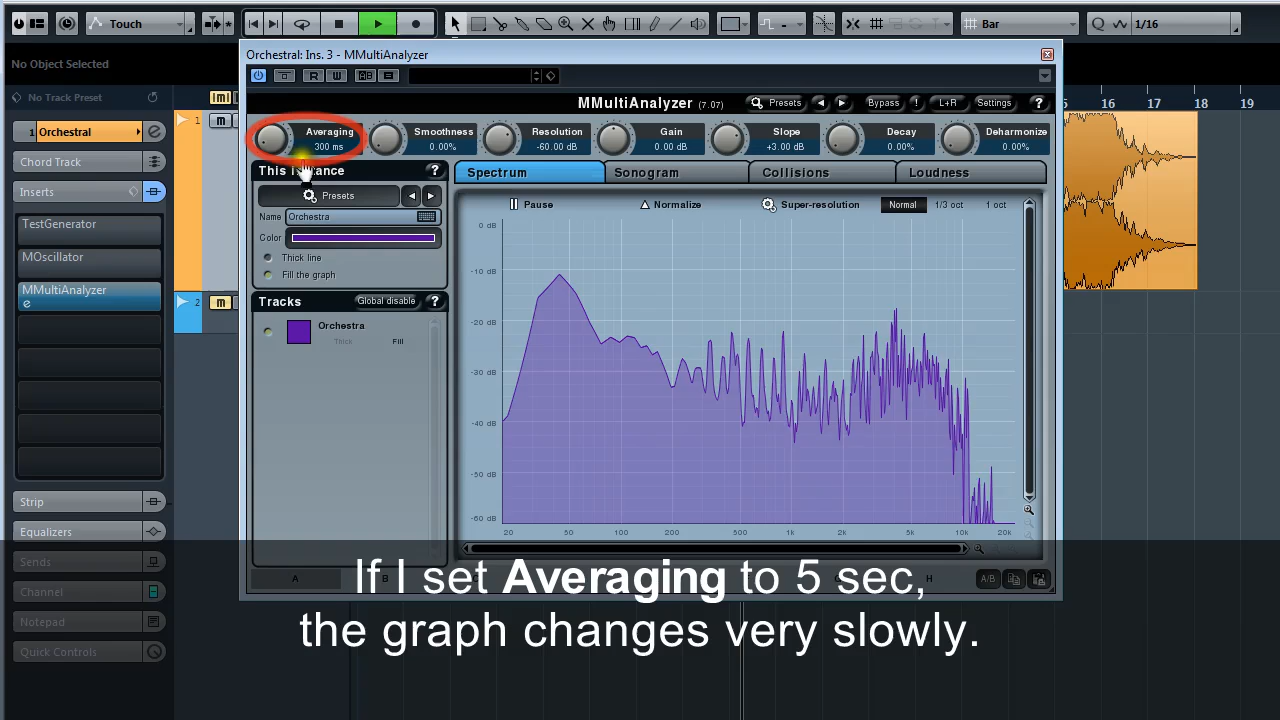 Touch
Bar
1/16
Orchestral: Ins. 3 - MMultiAnalyzer
No Object Selected
R W A B
No Track Preset
MMultiAnalyzer (7.07) Presets Bypass ! L+R Settings ?
16 17 18 19
1 Orchestral
1 m
Averaging
300 ms
Smoothness
0.00%
Resolution
-60.00 dB
Gain
0.00 dB
Slope
+3.00 dB
Decay
0.00%
Deharmonize
0.00%
Chord Track
This Instance ?
Spectrum Sonogram Collisions Loudness
Inserts
Presets
Pause Normalize Super-resolution Normal 1/3 oct 1 oct
Name Orchestra
TestGenerator
Color
MOscillator
Thick line
MMultiAnalyzer
e
Fill the graph
2 m
Tracks Global disable ?
Orchestra
Thick Fill
0 dB
-10 dB
-20 dB
-30 dB
-40 dB
-50 dB
-60 dB
20 50 100 200 500 1k 2k 5k 10k 20k
Strip
Equalizers
Sends
Channel
Notepad
Quick Controls
A B H A/B
If I set Averaging to 5 sec,
the graph changes very slowly.